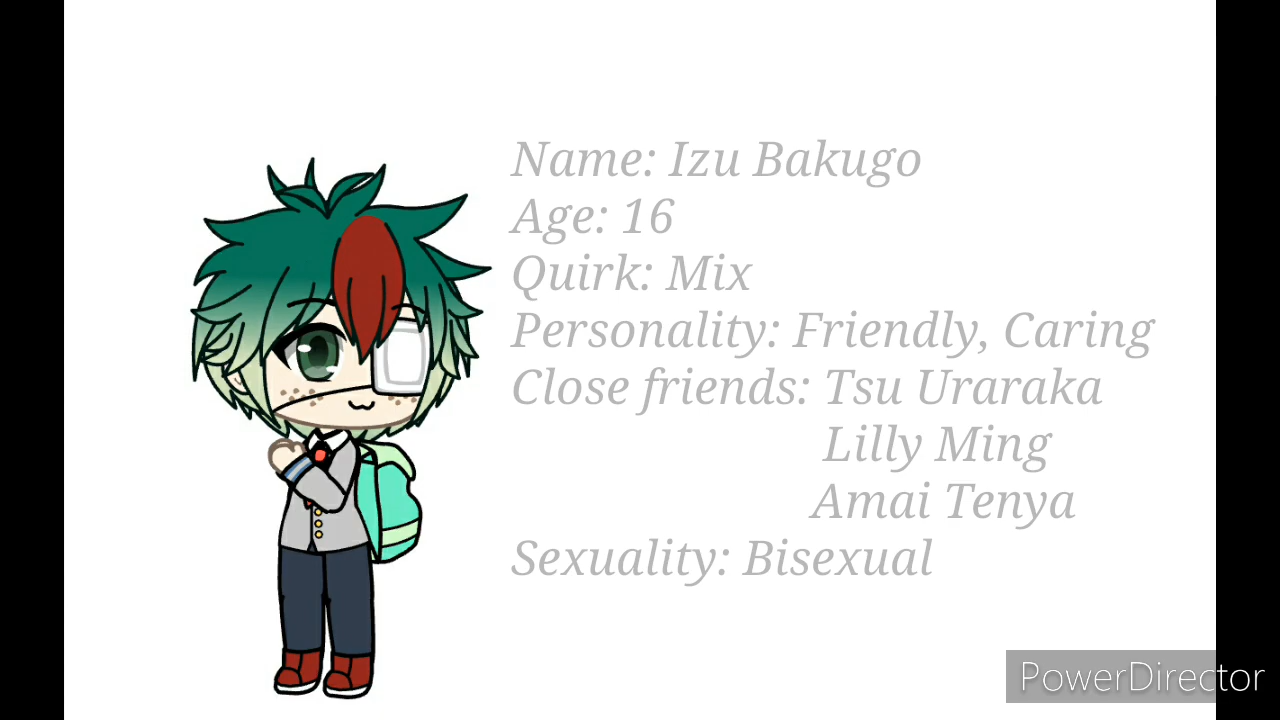 Name: Izu Bakugo
Age: 16
Quirk: Mix
Personality: Friendly, Caring
Close friends: Tsu Uraraka
Lilly Ming
Amai Tenya
Sexuality: Bisexual
PowerDirector